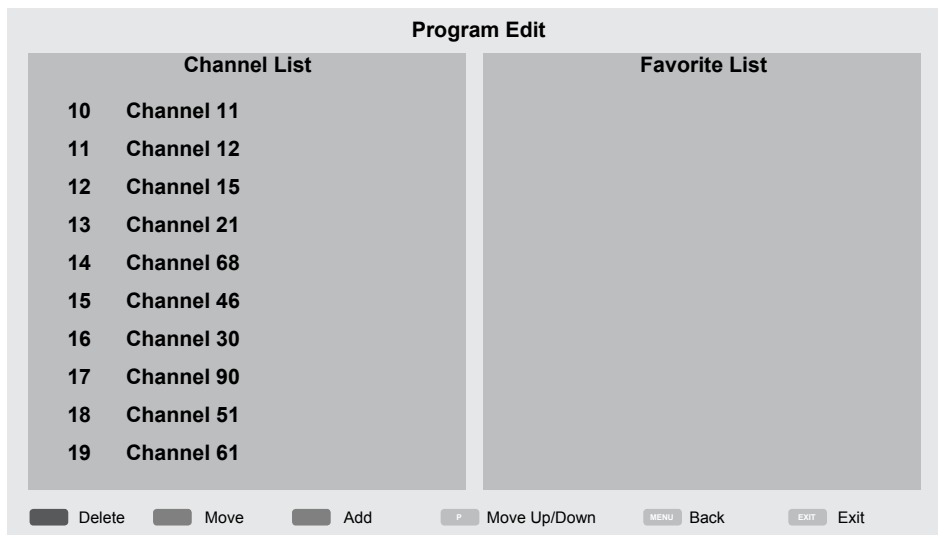 Program Edit
Channel List
10 Channel 11
11 Channel 12
12 Channel 15
13 Channel 21
14 Channel 68
15 Channel 46
16 Channel 30
17 Channel 90
18 Channel 51
19 Channel 61
Favorite List
Delete Move Add P Move Up/Down MENU Back EXIT Exit